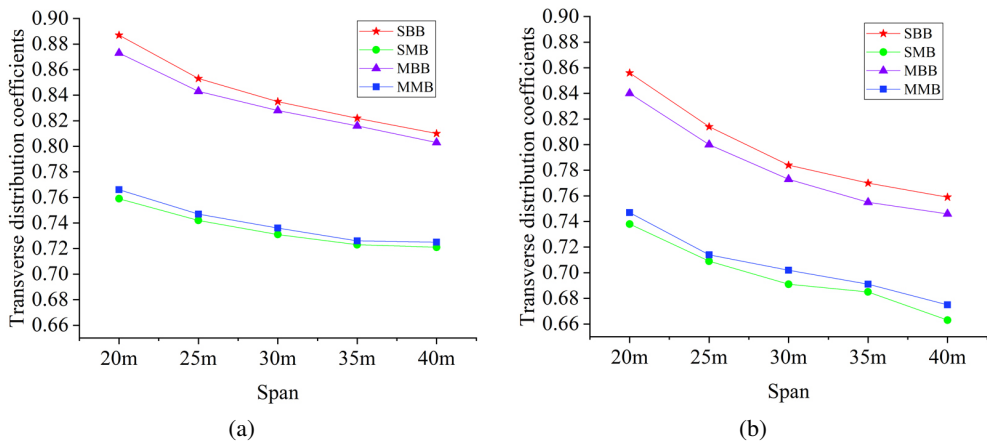 0.90
0.88
0.86
0.84
0.82
0.80
0.78
0.76
0.74
0.72
0.70
0.68
0.66
Transverse distribution coefficients
SBB
SMB
MBB
MMB
20m 25m 30m 35m 40m
Span
(a)
0.90
0.88
0.86
0.84
0.82
0.80
0.78
0.76
0.74
0.72
0.70
0.68
0.66
Transverse distribution coefficients
SBB
SMB
MBB
MMB
20m 25m 30m 35m 40m
Span
(b)